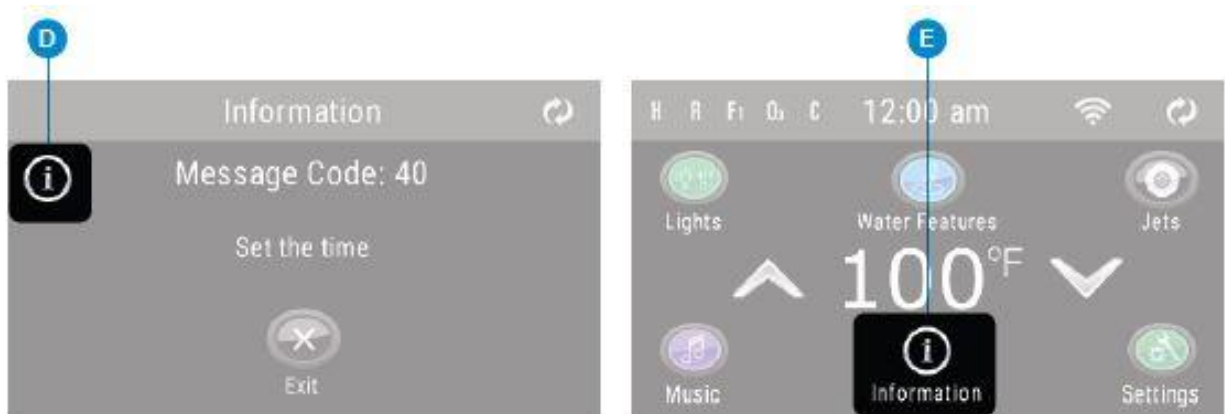 D
Information
Message Code: 40
Set the time
Exit
E
H R F1 O3 C 12:00 am
Lights
Water Features
Jets
100°F
Music
Information
Settings